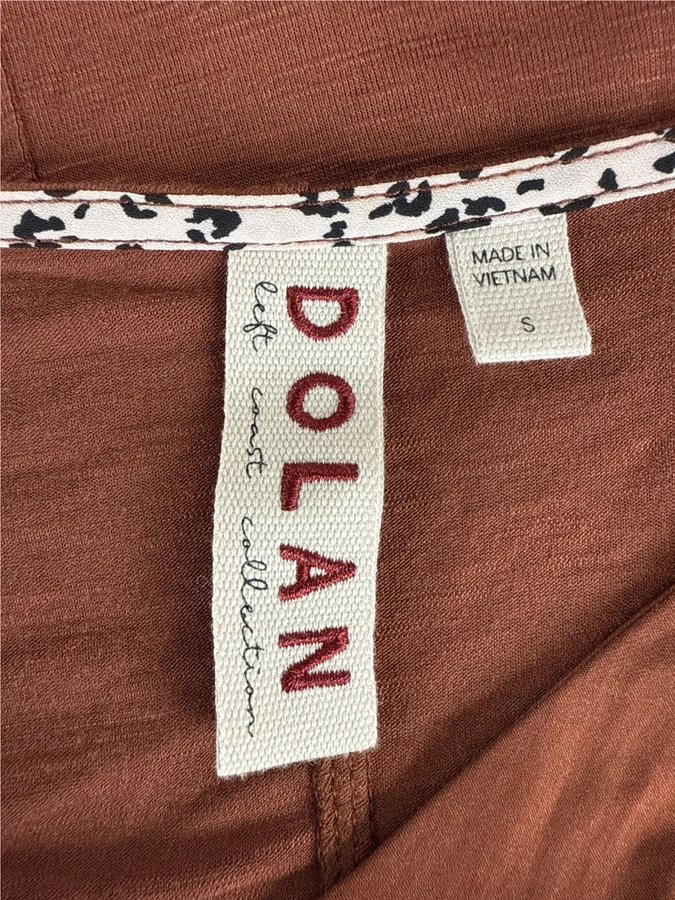 DOLAN
left coast collection
MADE IN
VIETNAM
S